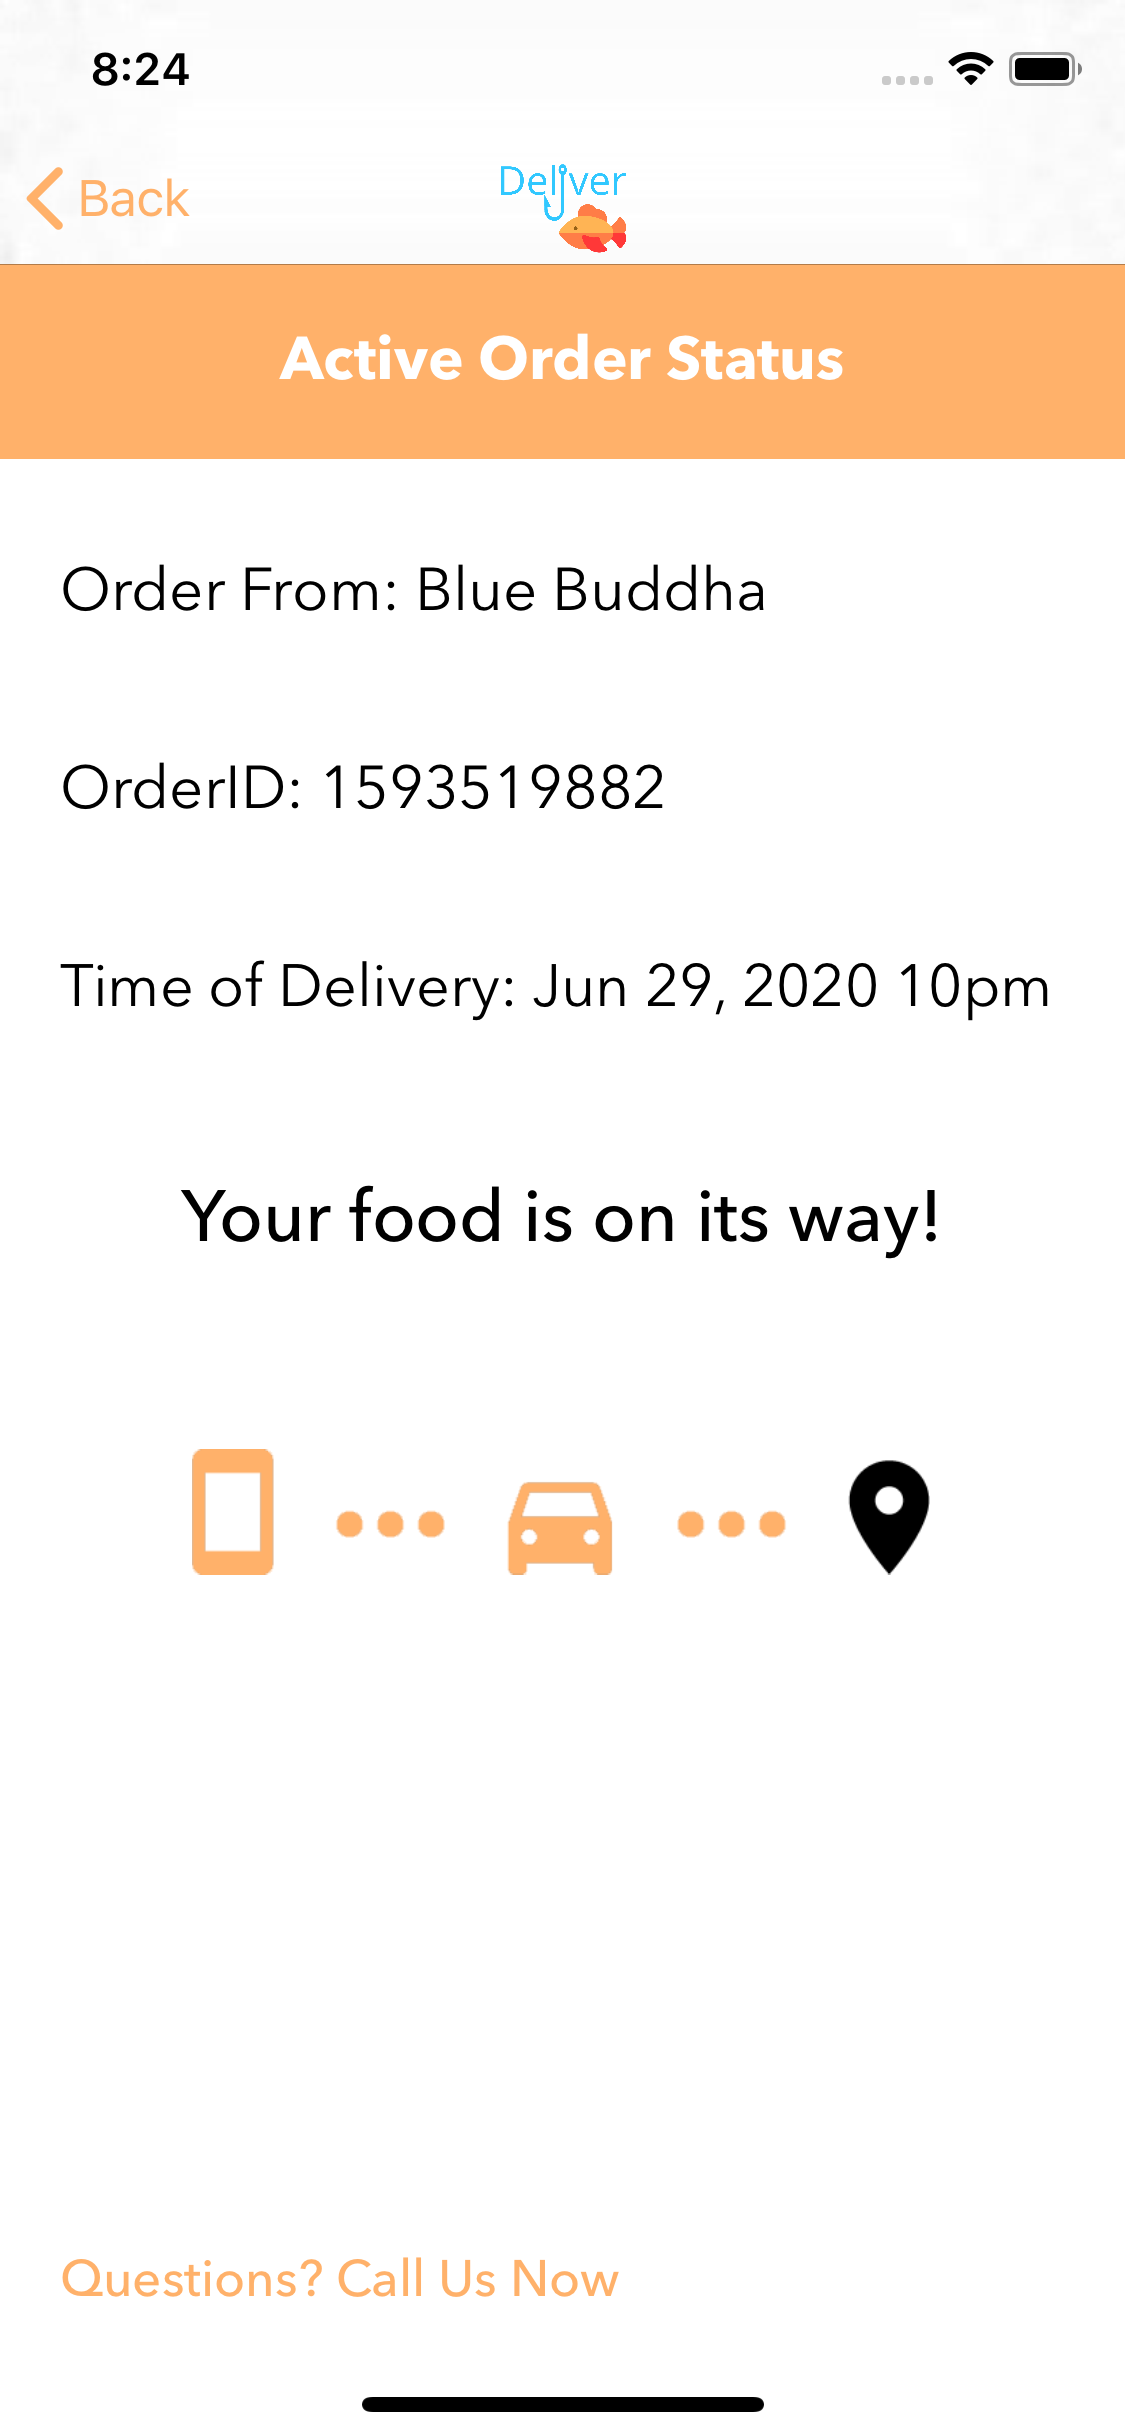 8:24
Back
Deliver
Active Order Status
Order From: Blue Buddha
OrderID: 1593519882
Time of Delivery: Jun 29, 2020 10pm
Your food is on its way!
Questions? Call Us Now